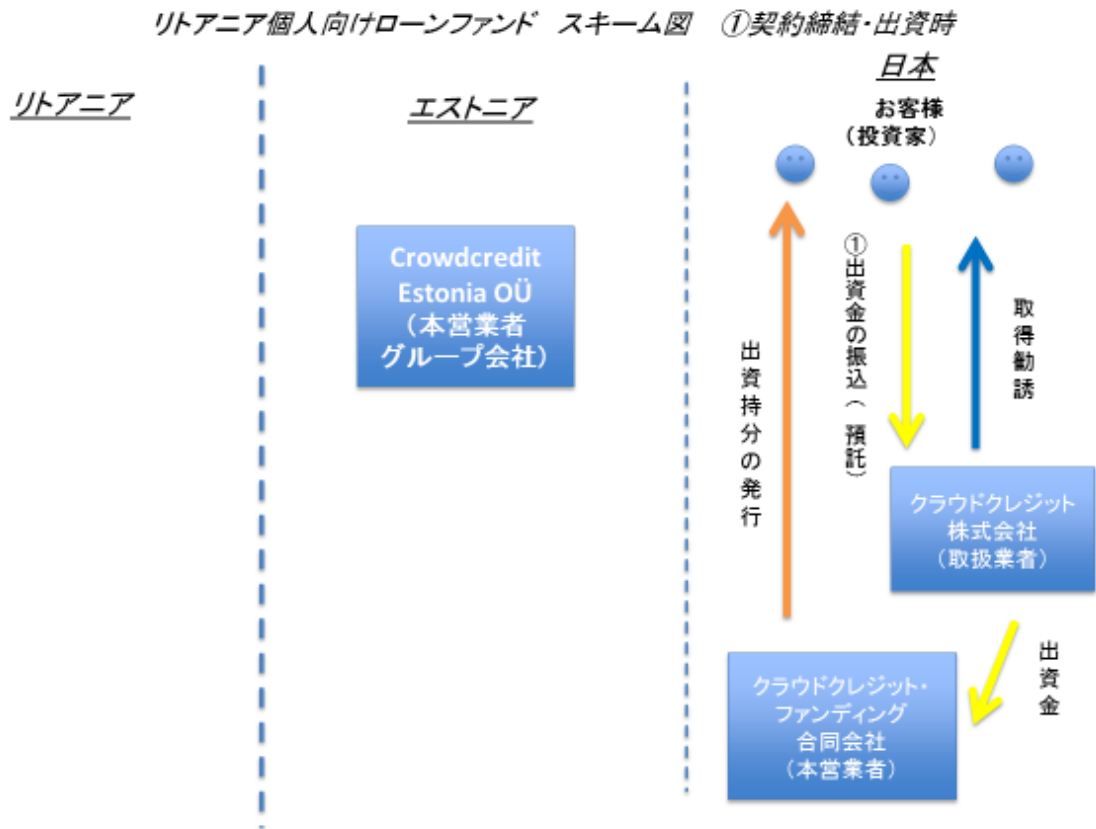 リトアニア個人向けローンファンド　スキーム図　①契約締結・出資時
リトアニア
エストニア
日本
お客様
（投資家）
Crowdcredit
Estonia OÜ
（本営業者
グループ会社）
出資持分の発行
①出資金の振込（預託）
取得勧誘
クラウドクレジット
株式会社
（取扱業者）
出資金
クラウドクレジット・
ファンディング
合同会社
（本営業者）